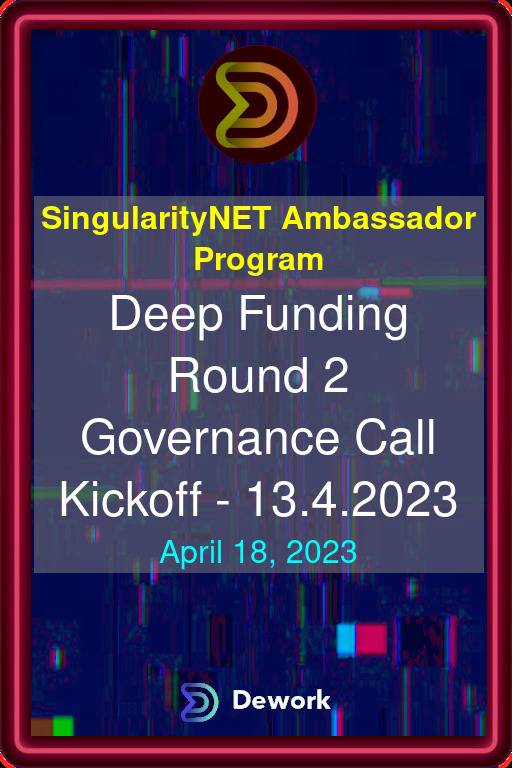 SingularityNET Ambassador
Program
Deep Funding
Round 2
Governance Call
Kickoff - 13.4.2023
April 18, 2023
Dework